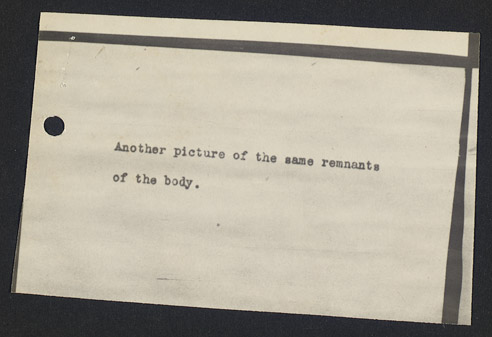 Another picture of the same remnants
of the body.